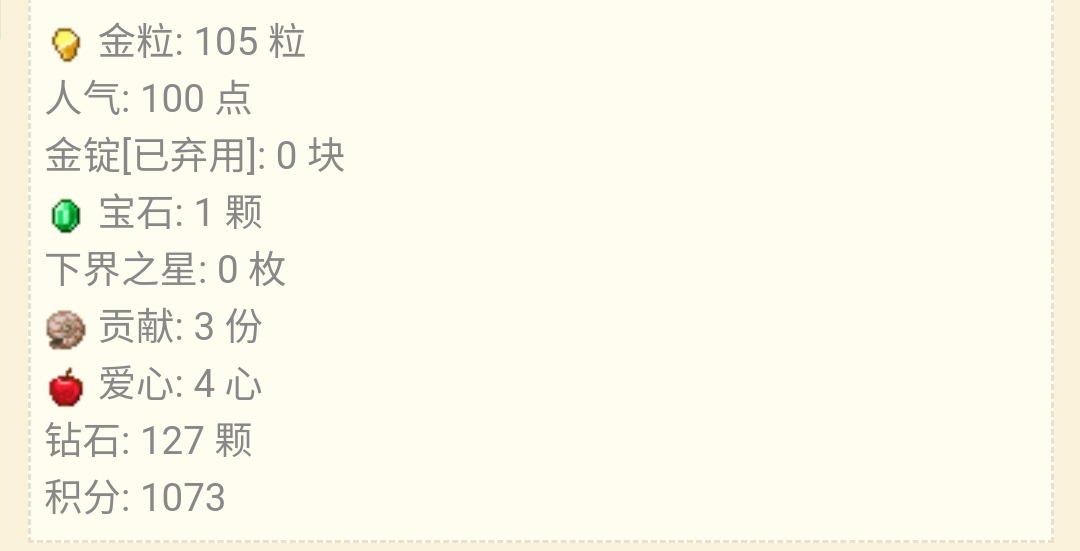 金粒: 105 粒
人气: 100 点
金锭[已弃用]: 0 块
宝石: 1 颗
下界之星: 0 枚
贡献: 3 份
爱心: 4 心
钻石: 127 颗
积分: 1073